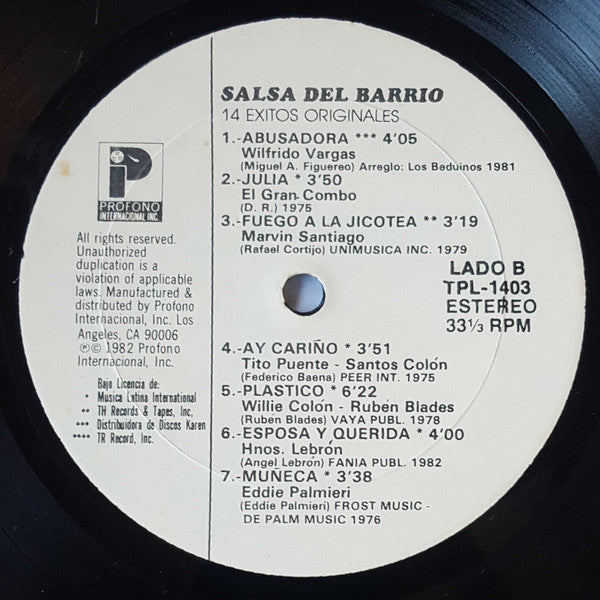 SALSA DEL BARRIO
14 EXITOS ORIGINALES
1.-ABUSADORA *** 4'05
Wilfrido Vargas
(Miguel A. Figuereo) Arreglo: Los Beduinos 1981
2.-JULIA * 3'50
El Gran Combo
(D. R.) 1975
3.-FUEGO A LA JICOTEA ** 3'19
Marvin Santiago
(Rafael Cortijo) UNIMUSICA INC. 1979
LADO B
TPL-1403
ESTEREO
33⅓ RPM
4.-AY CARIÑO * 3'51
Tito Puente - Santos Colón
(Federico Baena) PEER INT. 1975
5.-PLASTICO * 6'22
Willie Colón - Rubén Blades
(Rubén Blades) VAYA PUBL. 1978
6.-ESPOSA Y QUERIDA * 4'00
Hnos. Lebrón
(Angel Lebrón) FANIA PUBL. 1982
7.-MUÑECA * 3'38
Eddie Palmieri
(Eddie Palmieri) FROST MUSIC -
DE PALM MUSIC 1976
PROFONO
INTERNACIONAL INC.
All rights reserved.
Unauthorized
duplication is a
violation of applicable
laws. Manufactured &
distributed by Profono
Internacional, Inc. Los
Angeles, CA 90006
℗© 1982 Profono
Internacional, Inc.
Bajo Licencia de:
* Musica Latina International
** TH Records & Tapes, Inc,
*** Distribuidora de Discos Karen
**** TR Record, Inc.